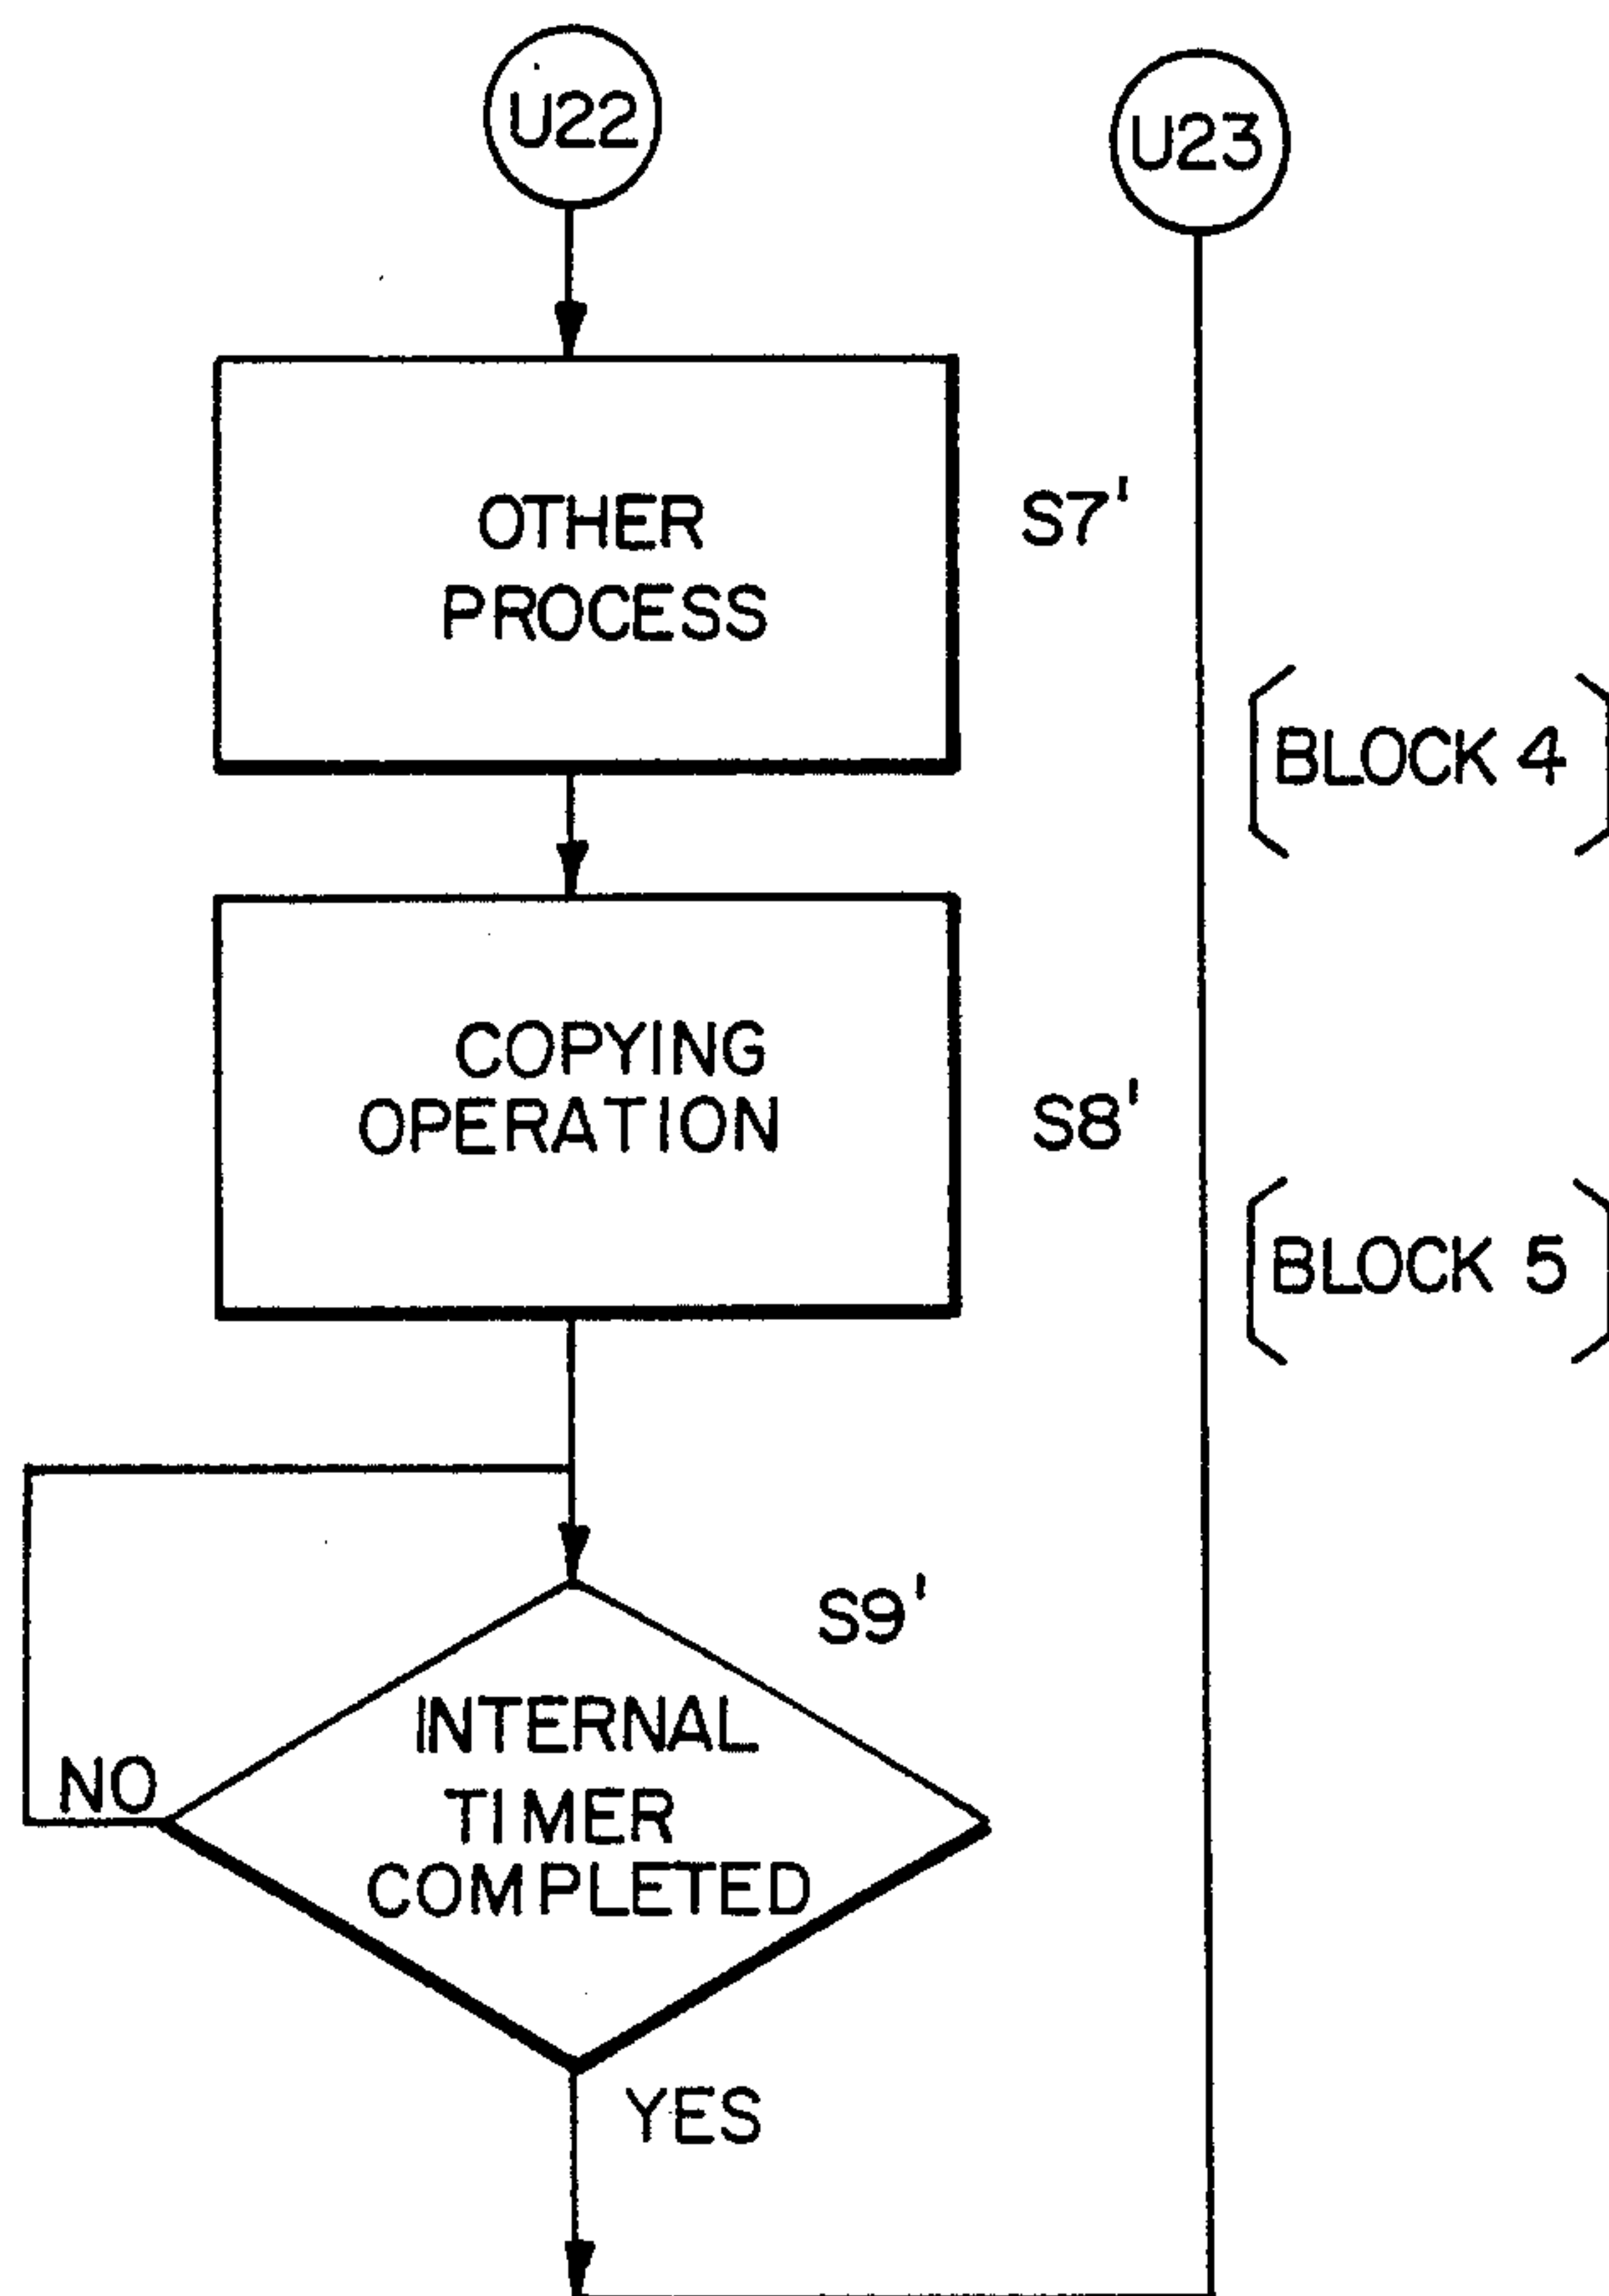 U22
U23
OTHER
PROCESS
S7'
BLOCK 4
COPYING
OPERATION
S8'
BLOCK 5
S9'
INTERNAL
TIMER
COMPLETED
NO
YES